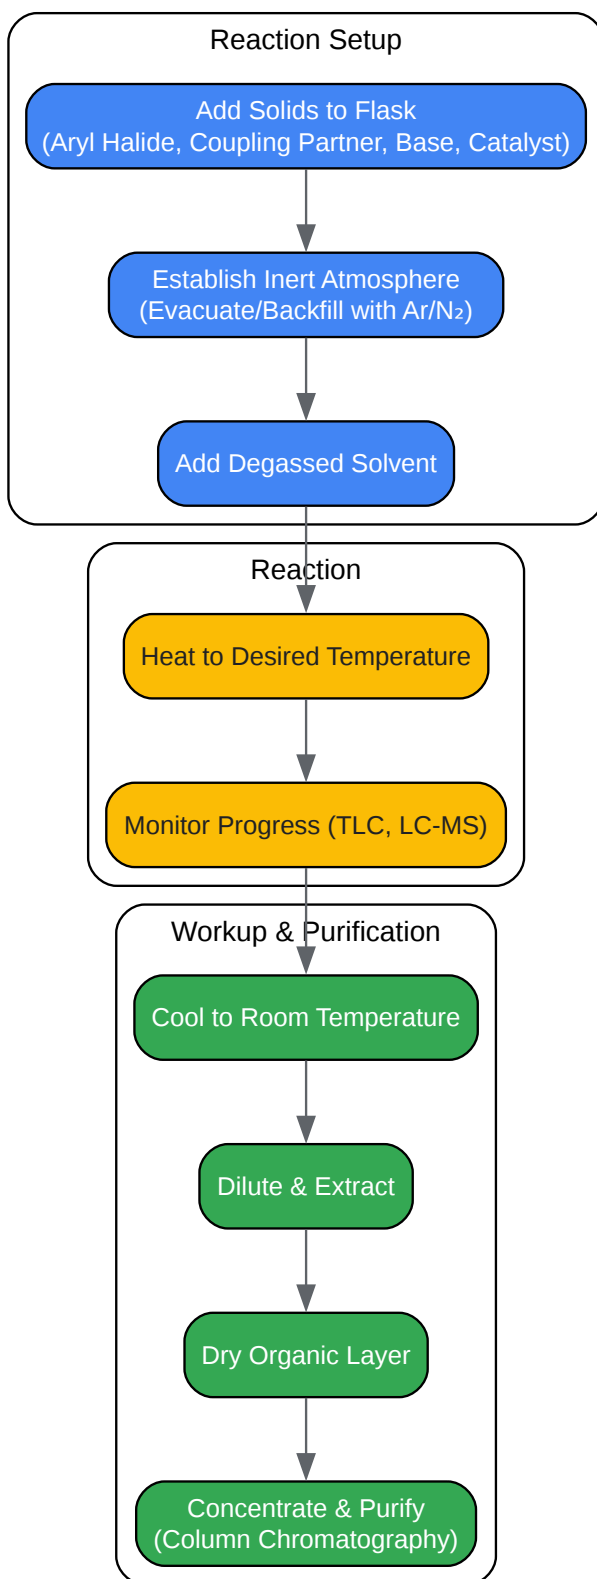 Reaction Setup
Add Solids to Flask
(Aryl Halide, Coupling Partner, Base, Catalyst)
Establish Inert Atmosphere
(Evacuate/Backfill with Ar/N₂)
Add Degassed Solvent
Reaction
Heat to Desired Temperature
Monitor Progress (TLC, LC-MS)
Workup & Purification
Cool to Room Temperature
Dilute & Extract
Dry Organic Layer
Concentrate & Purify
(Column Chromatography)